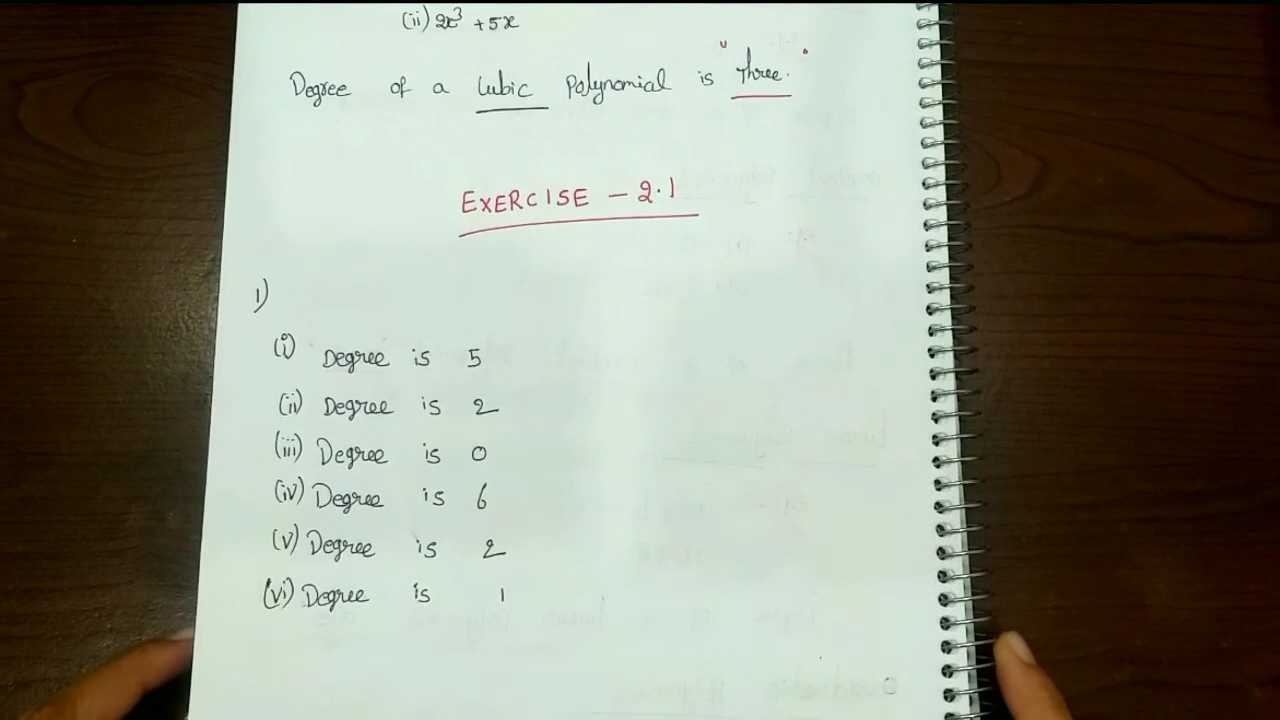 (ii) 2x³ + 5x
Degree of a Cubic Polynomial is "Three."
EXERCISE - 2.1
1)
(i) Degree is 5
(ii) Degree is 2
(iii) Degree is 0
(iv) Degree is 6
(v) Degree is 2
(vi) Degree is 1